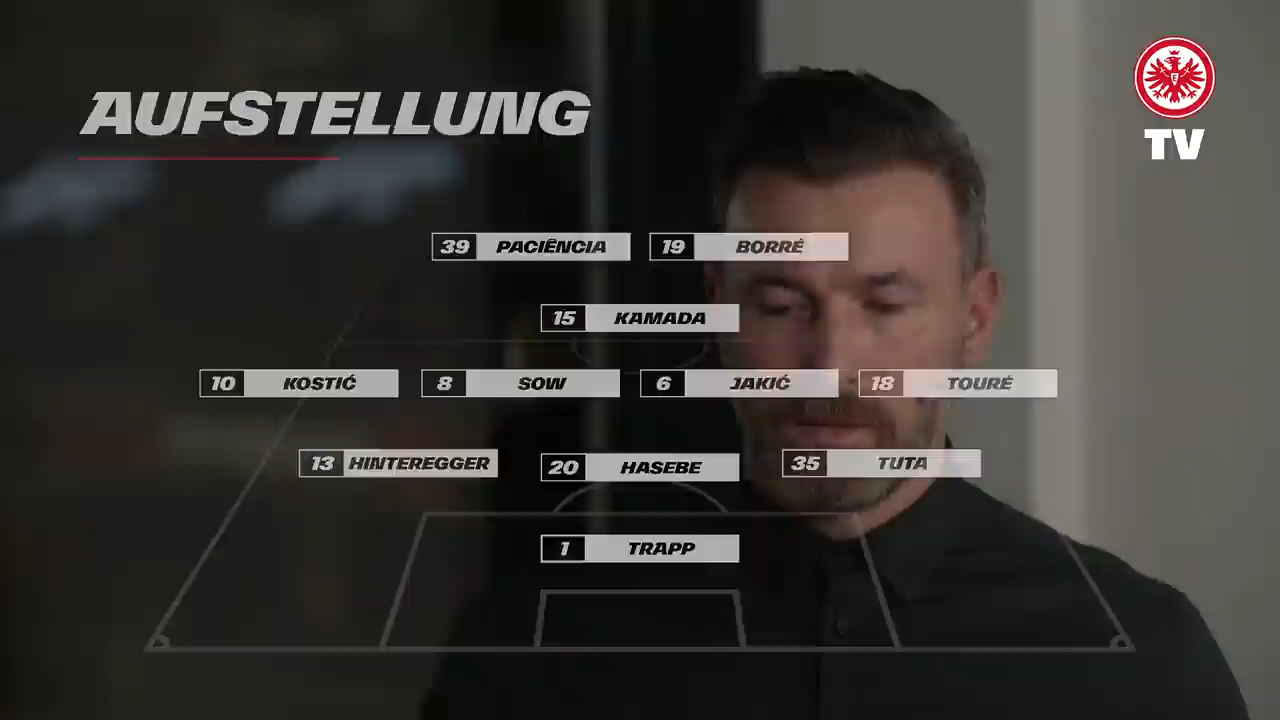 AUFSTELLUNG
TV
39 PACIÊNCIA 19 BORRÉ
15 KAMADA
10 KOSTIĆ 8 SOW 6 JAKIĆ 18 TOURÉ
13 HINTEREGGER 20 HASEBE 35 TUTA
1 TRAPP